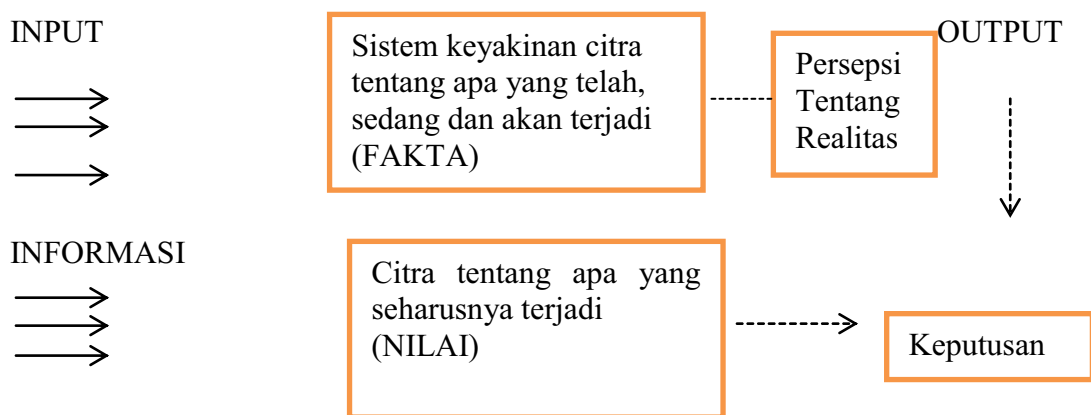 INPUT
Sistem keyakinan citra
tentang apa yang telah,
sedang dan akan terjadi
(FAKTA)
Persepsi
Tentang
Realitas
OUTPUT
INFORMASI
Citra tentang apa yang
seharusnya terjadi
(NILAI)
Keputusan